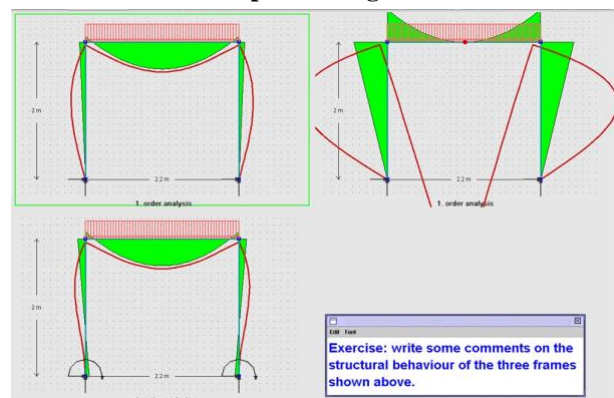 2 m
2.2 m
1. order analysis
2 m
2.2 m
1. order analysis
2 m
2.2 m
Edit Font
Exercise: write some comments on the
structural behaviour of the three frames
shown above.